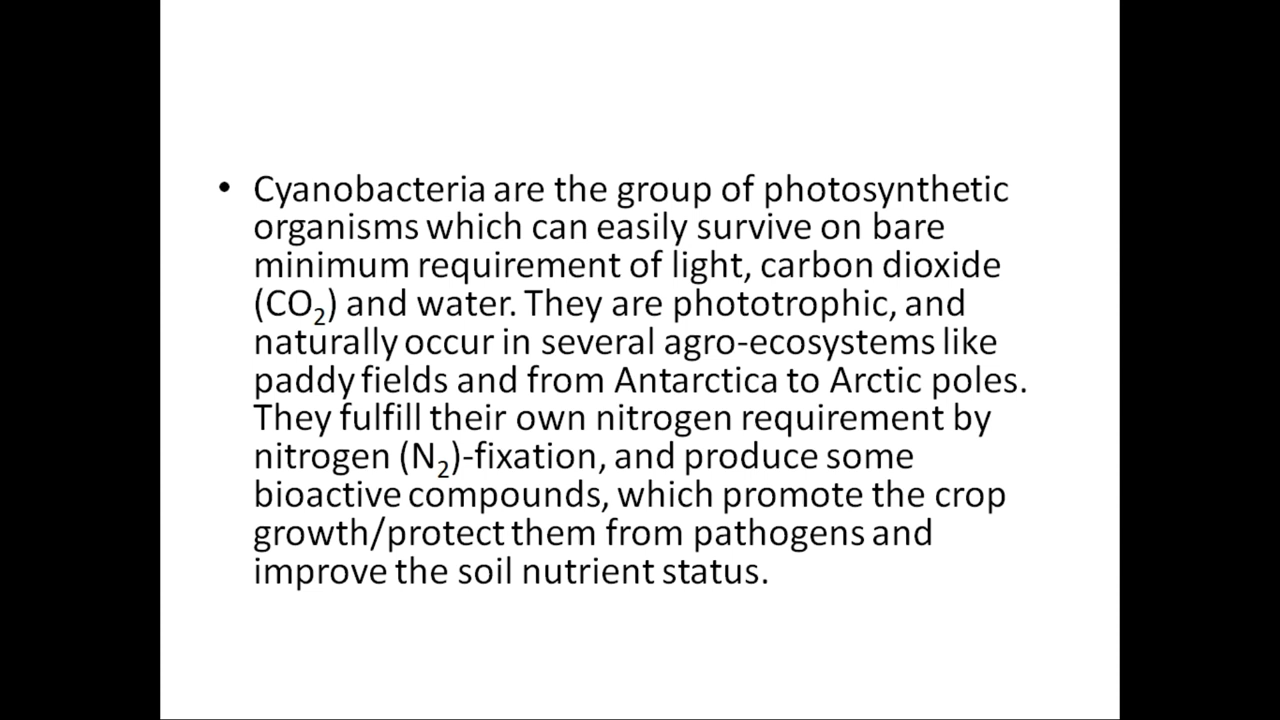 • Cyanobacteria are the group of photosynthetic
organisms which can easily survive on bare
minimum requirement of light, carbon dioxide
(CO₂) and water. They are phototrophic, and
naturally occur in several agro-ecosystems like
paddy fields and from Antarctica to Arctic poles.
They fulfill their own nitrogen requirement by
nitrogen (N₂)-fixation, and produce some
bioactive compounds, which promote the crop
growth/protect them from pathogens and
improve the soil nutrient status.